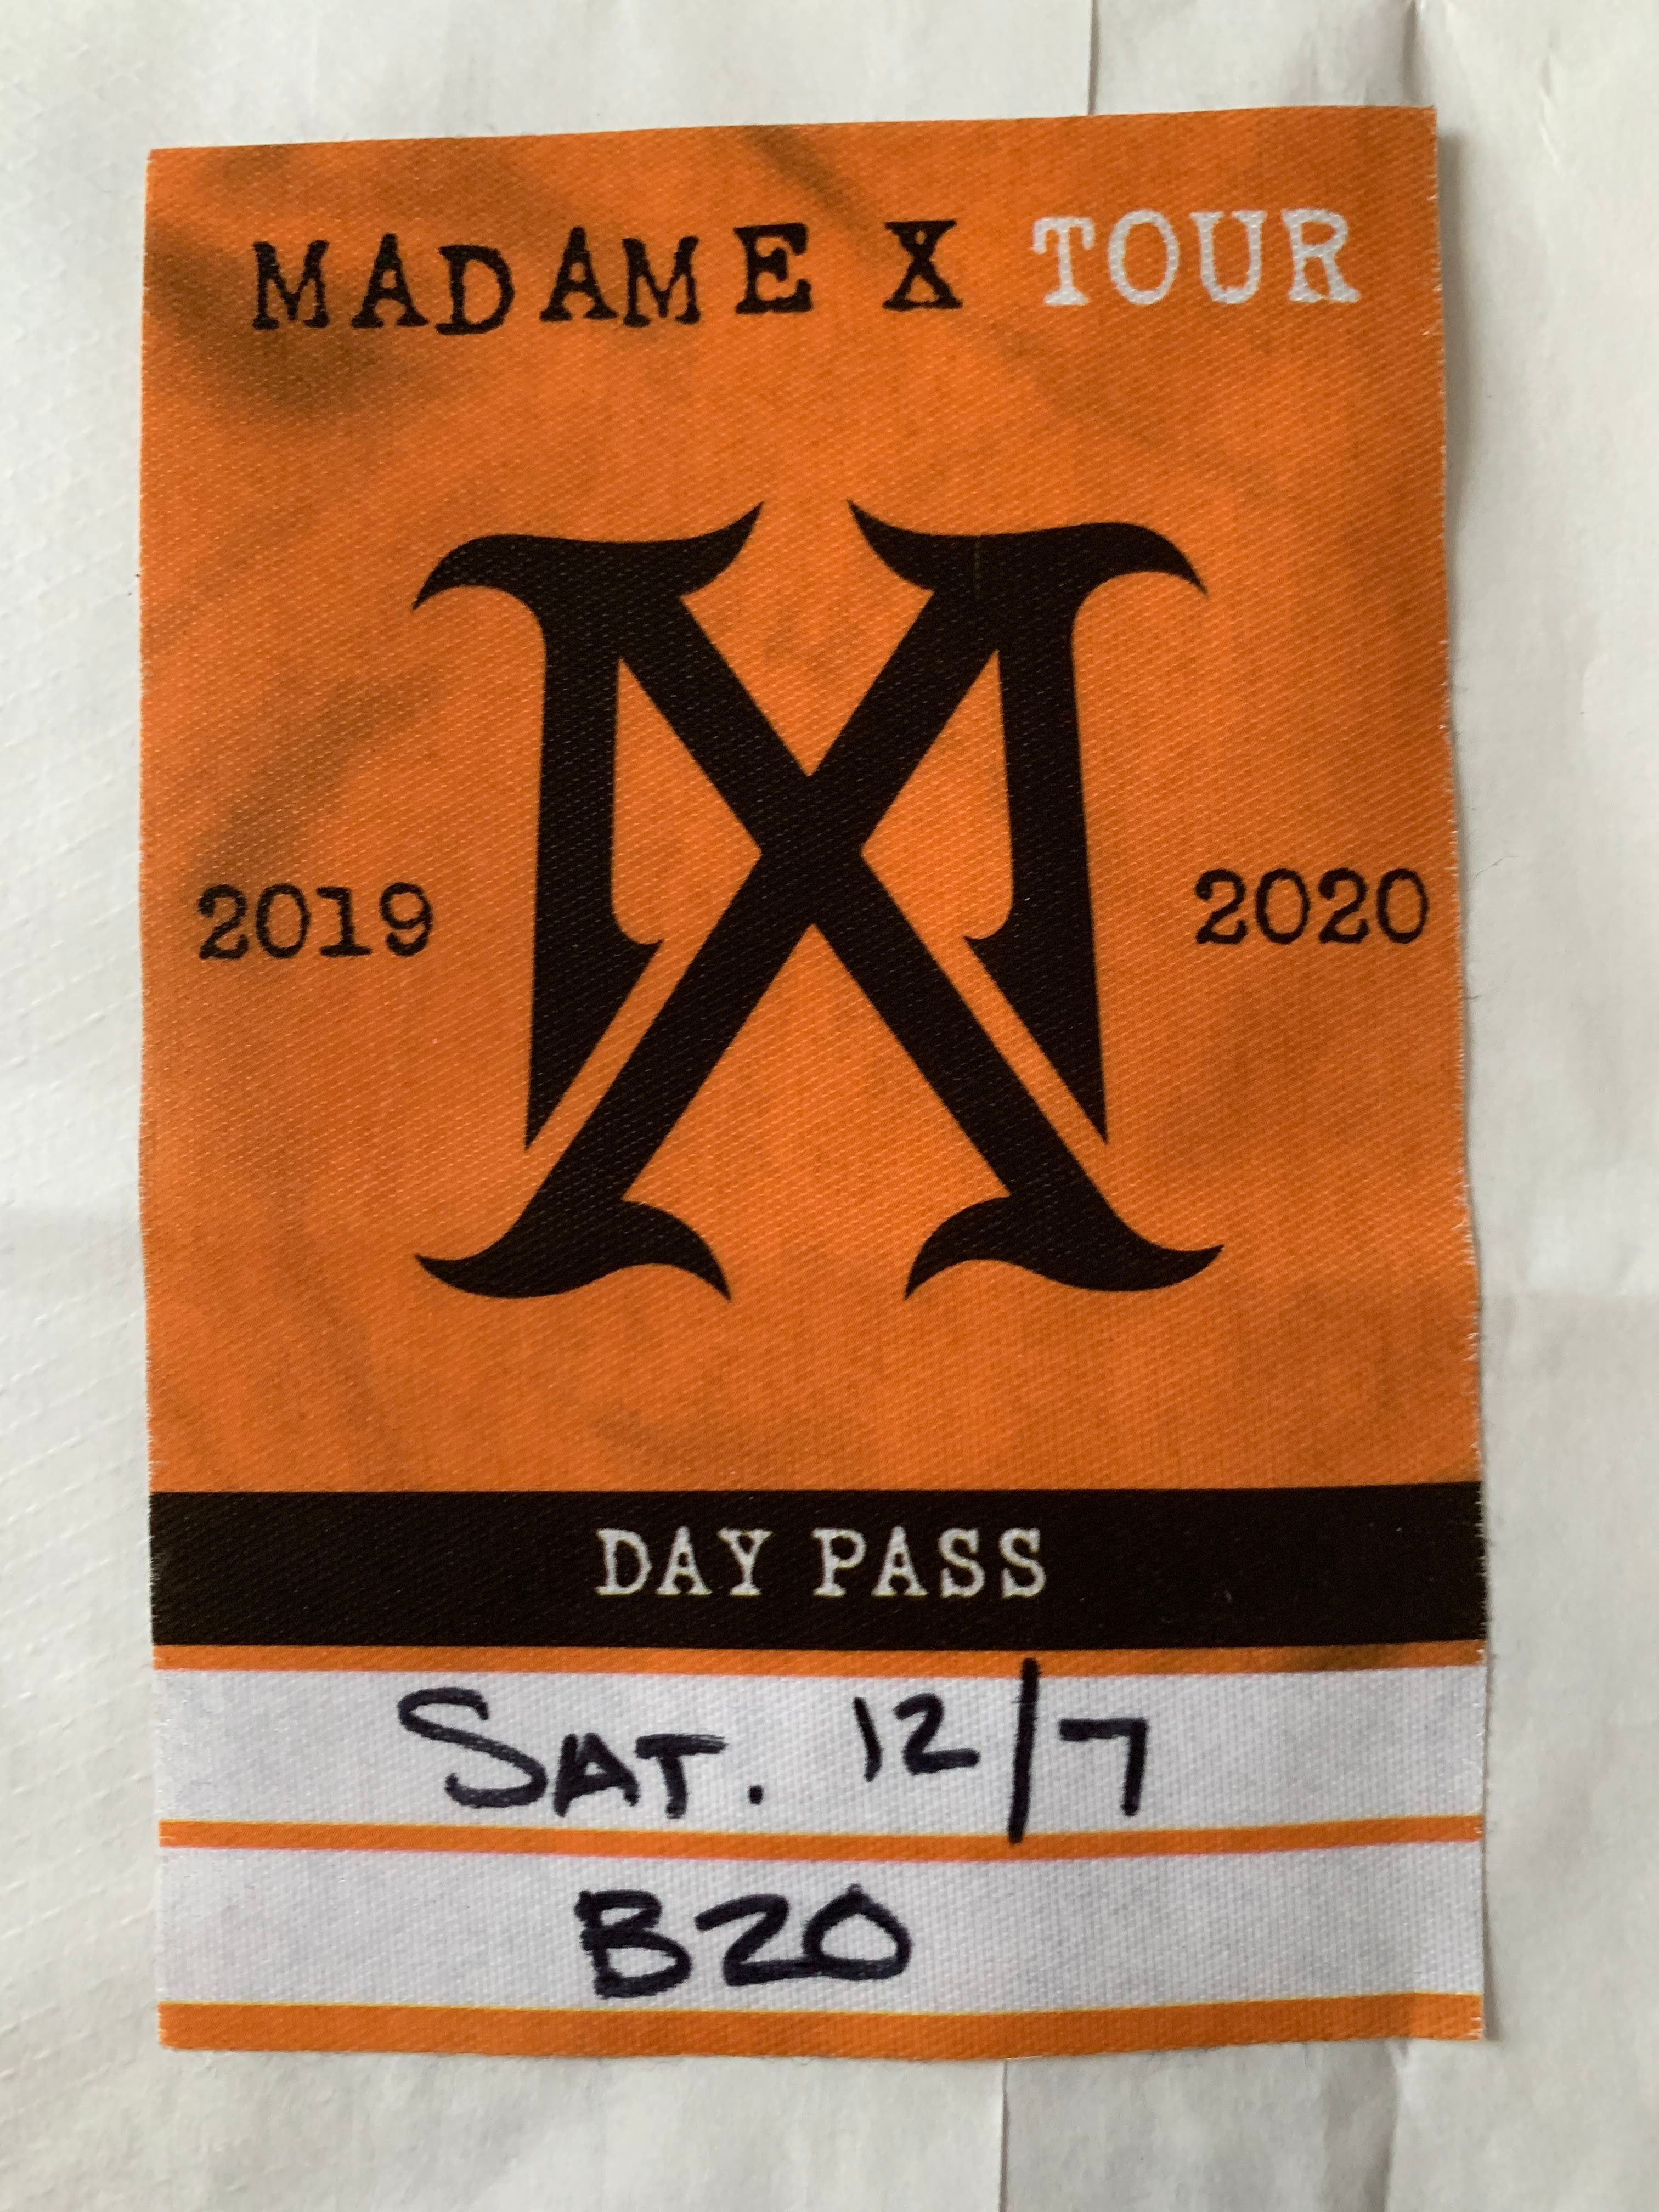 MADAME X TOUR
2019 2020
DAY PASS
SAT. 12/7
B20